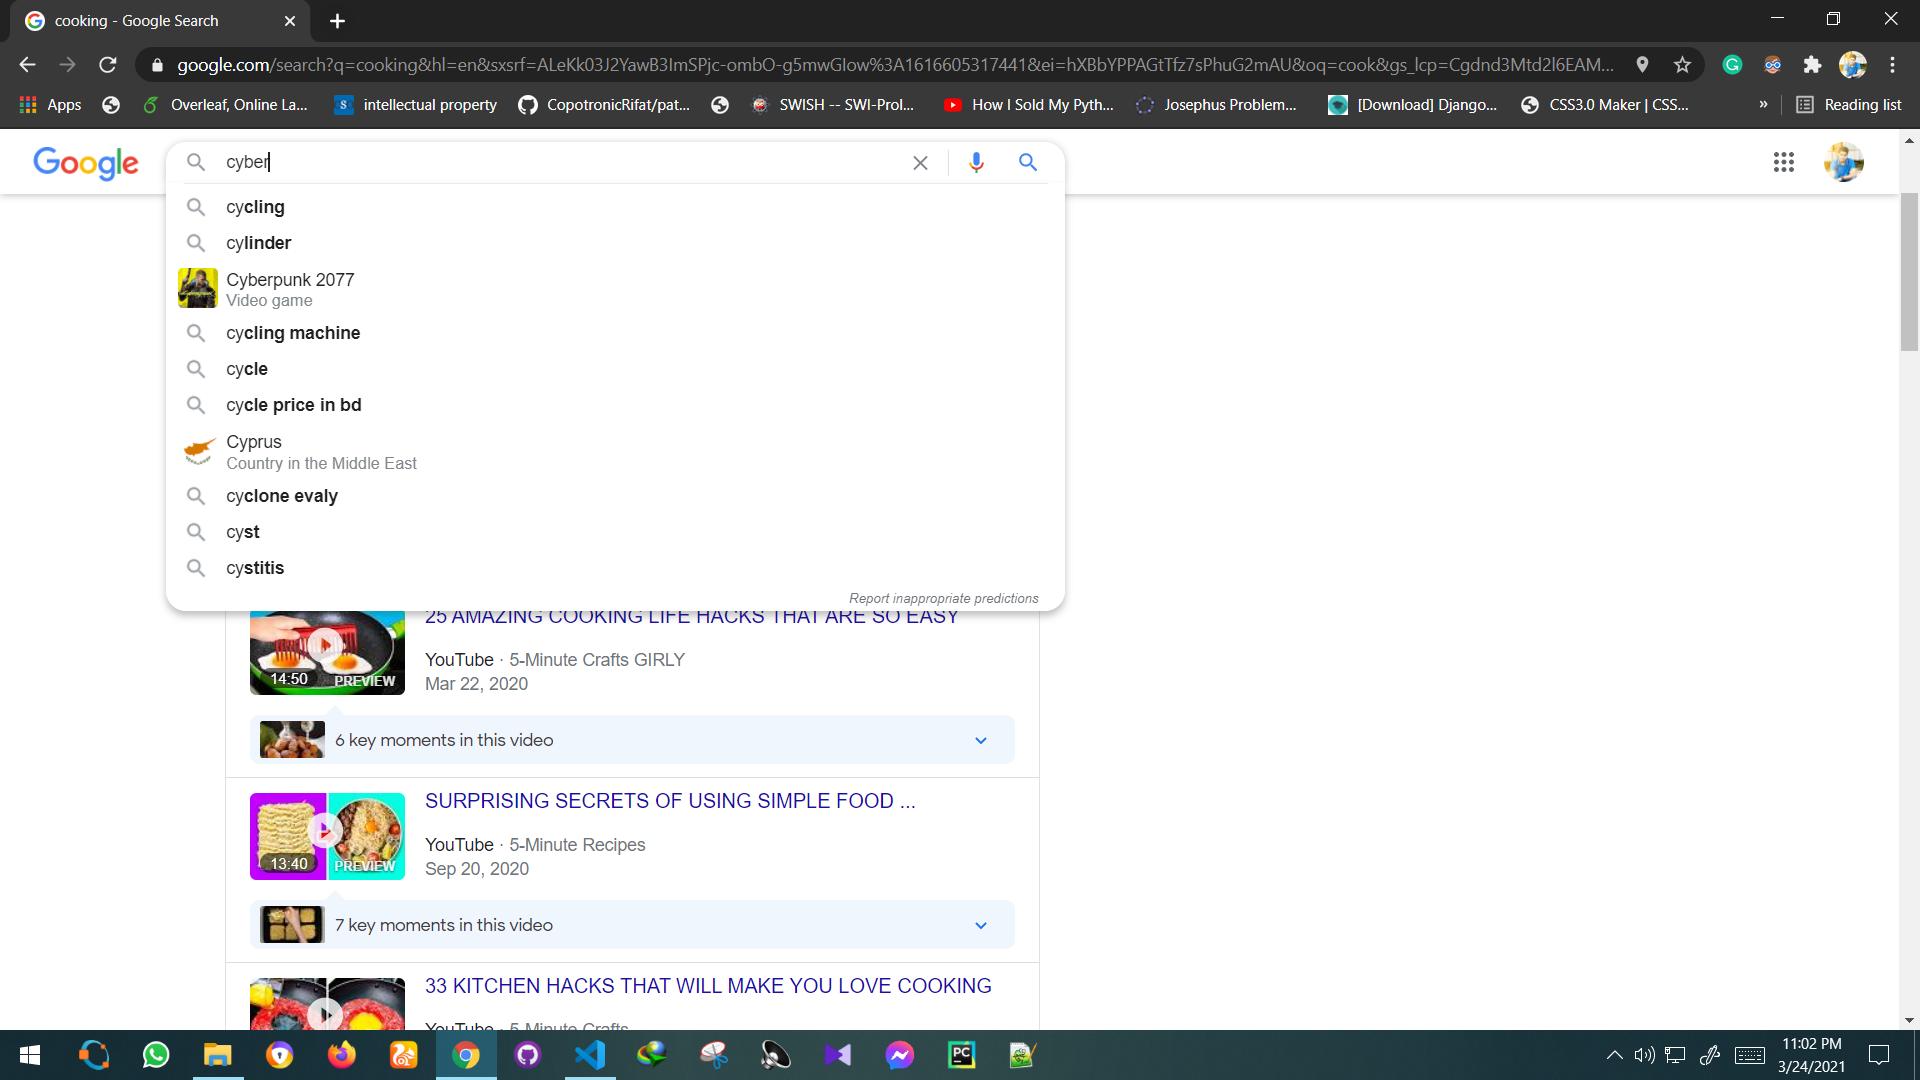 cooking - Google Search
google.com/search?q=cooking&hl=en&sxsrf=ALeKk03J2YawB3ImSPjc-ombO-g5mwGIow%3A1616605317441&ei=hXBbYPPAGtTfz7sPhuG2mAU&oq=cook&gs_lcp=Cgdnd3Mtd2l6EAM...
Apps Overleaf, Online La... intellectual property CopotronicRifat/pat... SWISH -- SWI-Prol... How I Sold My Pyth... Josephus Problem... [Download] Django... CSS3.0 Maker | CSS... » Reading list
Google cyber
cycling
cylinder
Cyberpunk 2077
Video game
cycling machine
cycle
cycle price in bd
Cyprus
Country in the Middle East
cyclone evaly
cyst
cystitis
Report inappropriate predictions
25 AMAZING COOKING LIFE HACKS THAT ARE SO EASY
YouTube · 5-Minute Crafts GIRLY
14:50 PREVIEW
Mar 22, 2020
6 key moments in this video
SURPRISING SECRETS OF USING SIMPLE FOOD ...
YouTube · 5-Minute Recipes
13:40 PREVIEW
Sep 20, 2020
7 key moments in this video
33 KITCHEN HACKS THAT WILL MAKE YOU LOVE COOKING
YouTube · 5-Minute Crafts
11:02 PM
3/24/2021